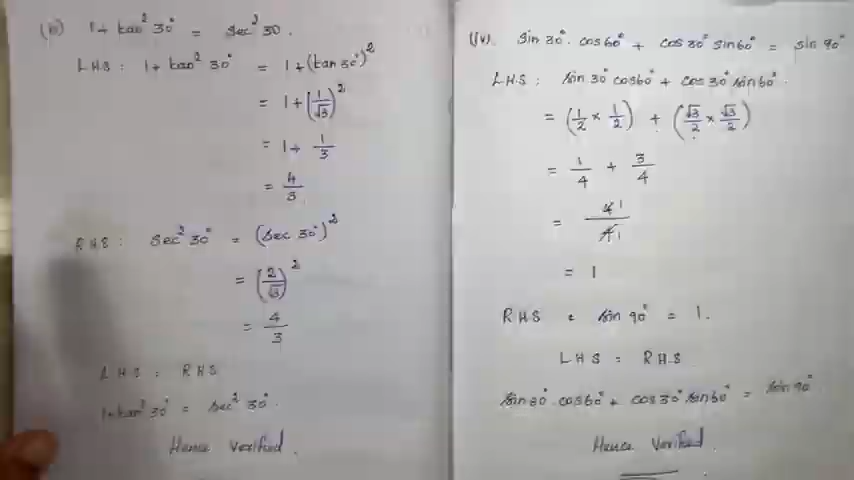 (iii) 1 + tan² 30° = sec² 30.
LHS : 1 + tan² 30° = 1 + (tan 30°)²
= 1 + (1/√3)²
= 1 + 1/3
= 4/3
RHS : sec² 30° = (sec 30°)²
= (2/√3)²
= 4/3
LHS = RHS
1+tan² 30° = sec² 30°.
Hence Verified.
(iv). sin 30°. cos 60° + cos 30° sin 60° = sin 90°
LHS : sin 30° cos 60° + cos 30° sin 60°.
= (1/2 × 1/2) + (√3/2 × √3/2)
= 1/4 + 3/4
= 4 1 / 4 1
= 1
RHS = sin 90° = 1.
LHS = RHS
sin 30°. cos 60° + cos 30° sin 60° = sin 90°
Hence Verified.